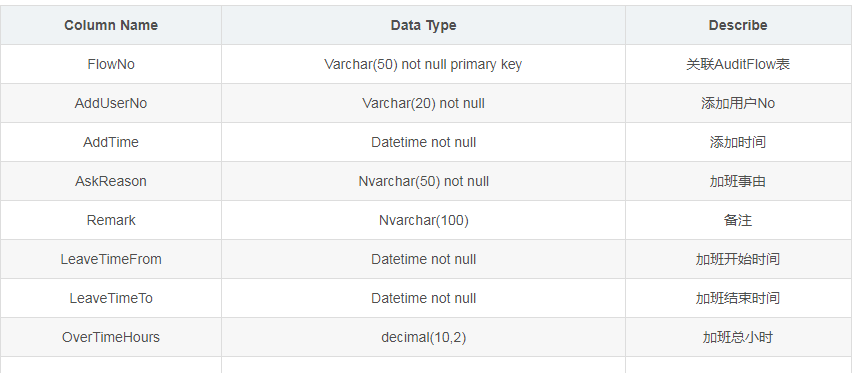 Column Name Data Type Describe
FlowNo Varchar(50) not null primary key 关联AuditFlow表
AddUserNo Varchar(20) not null 添加用户No
AddTime Datetime not null 添加时间
AskReason Nvarchar(50) not null 加班事由
Remark Nvarchar(100) 备注
LeaveTimeFrom Datetime not null 加班开始时间
LeaveTimeTo Datetime not null 加班结束时间
OverTimeHours decimal(10,2) 加班总小时